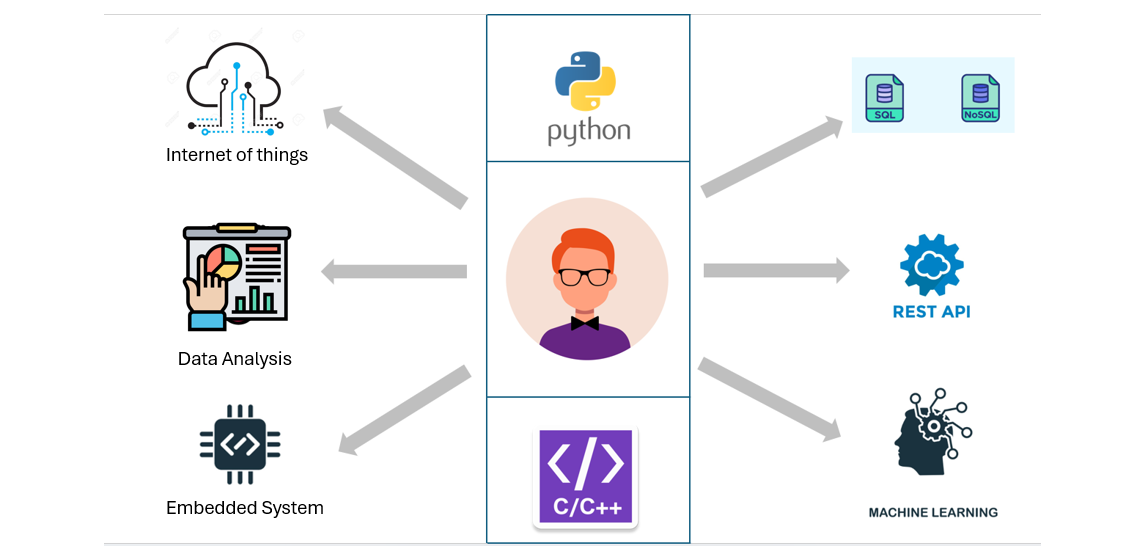 Internet of things
Data Analysis
Embedded System
python
C/C++
SQL
NoSQL
REST API
MACHINE LEARNING